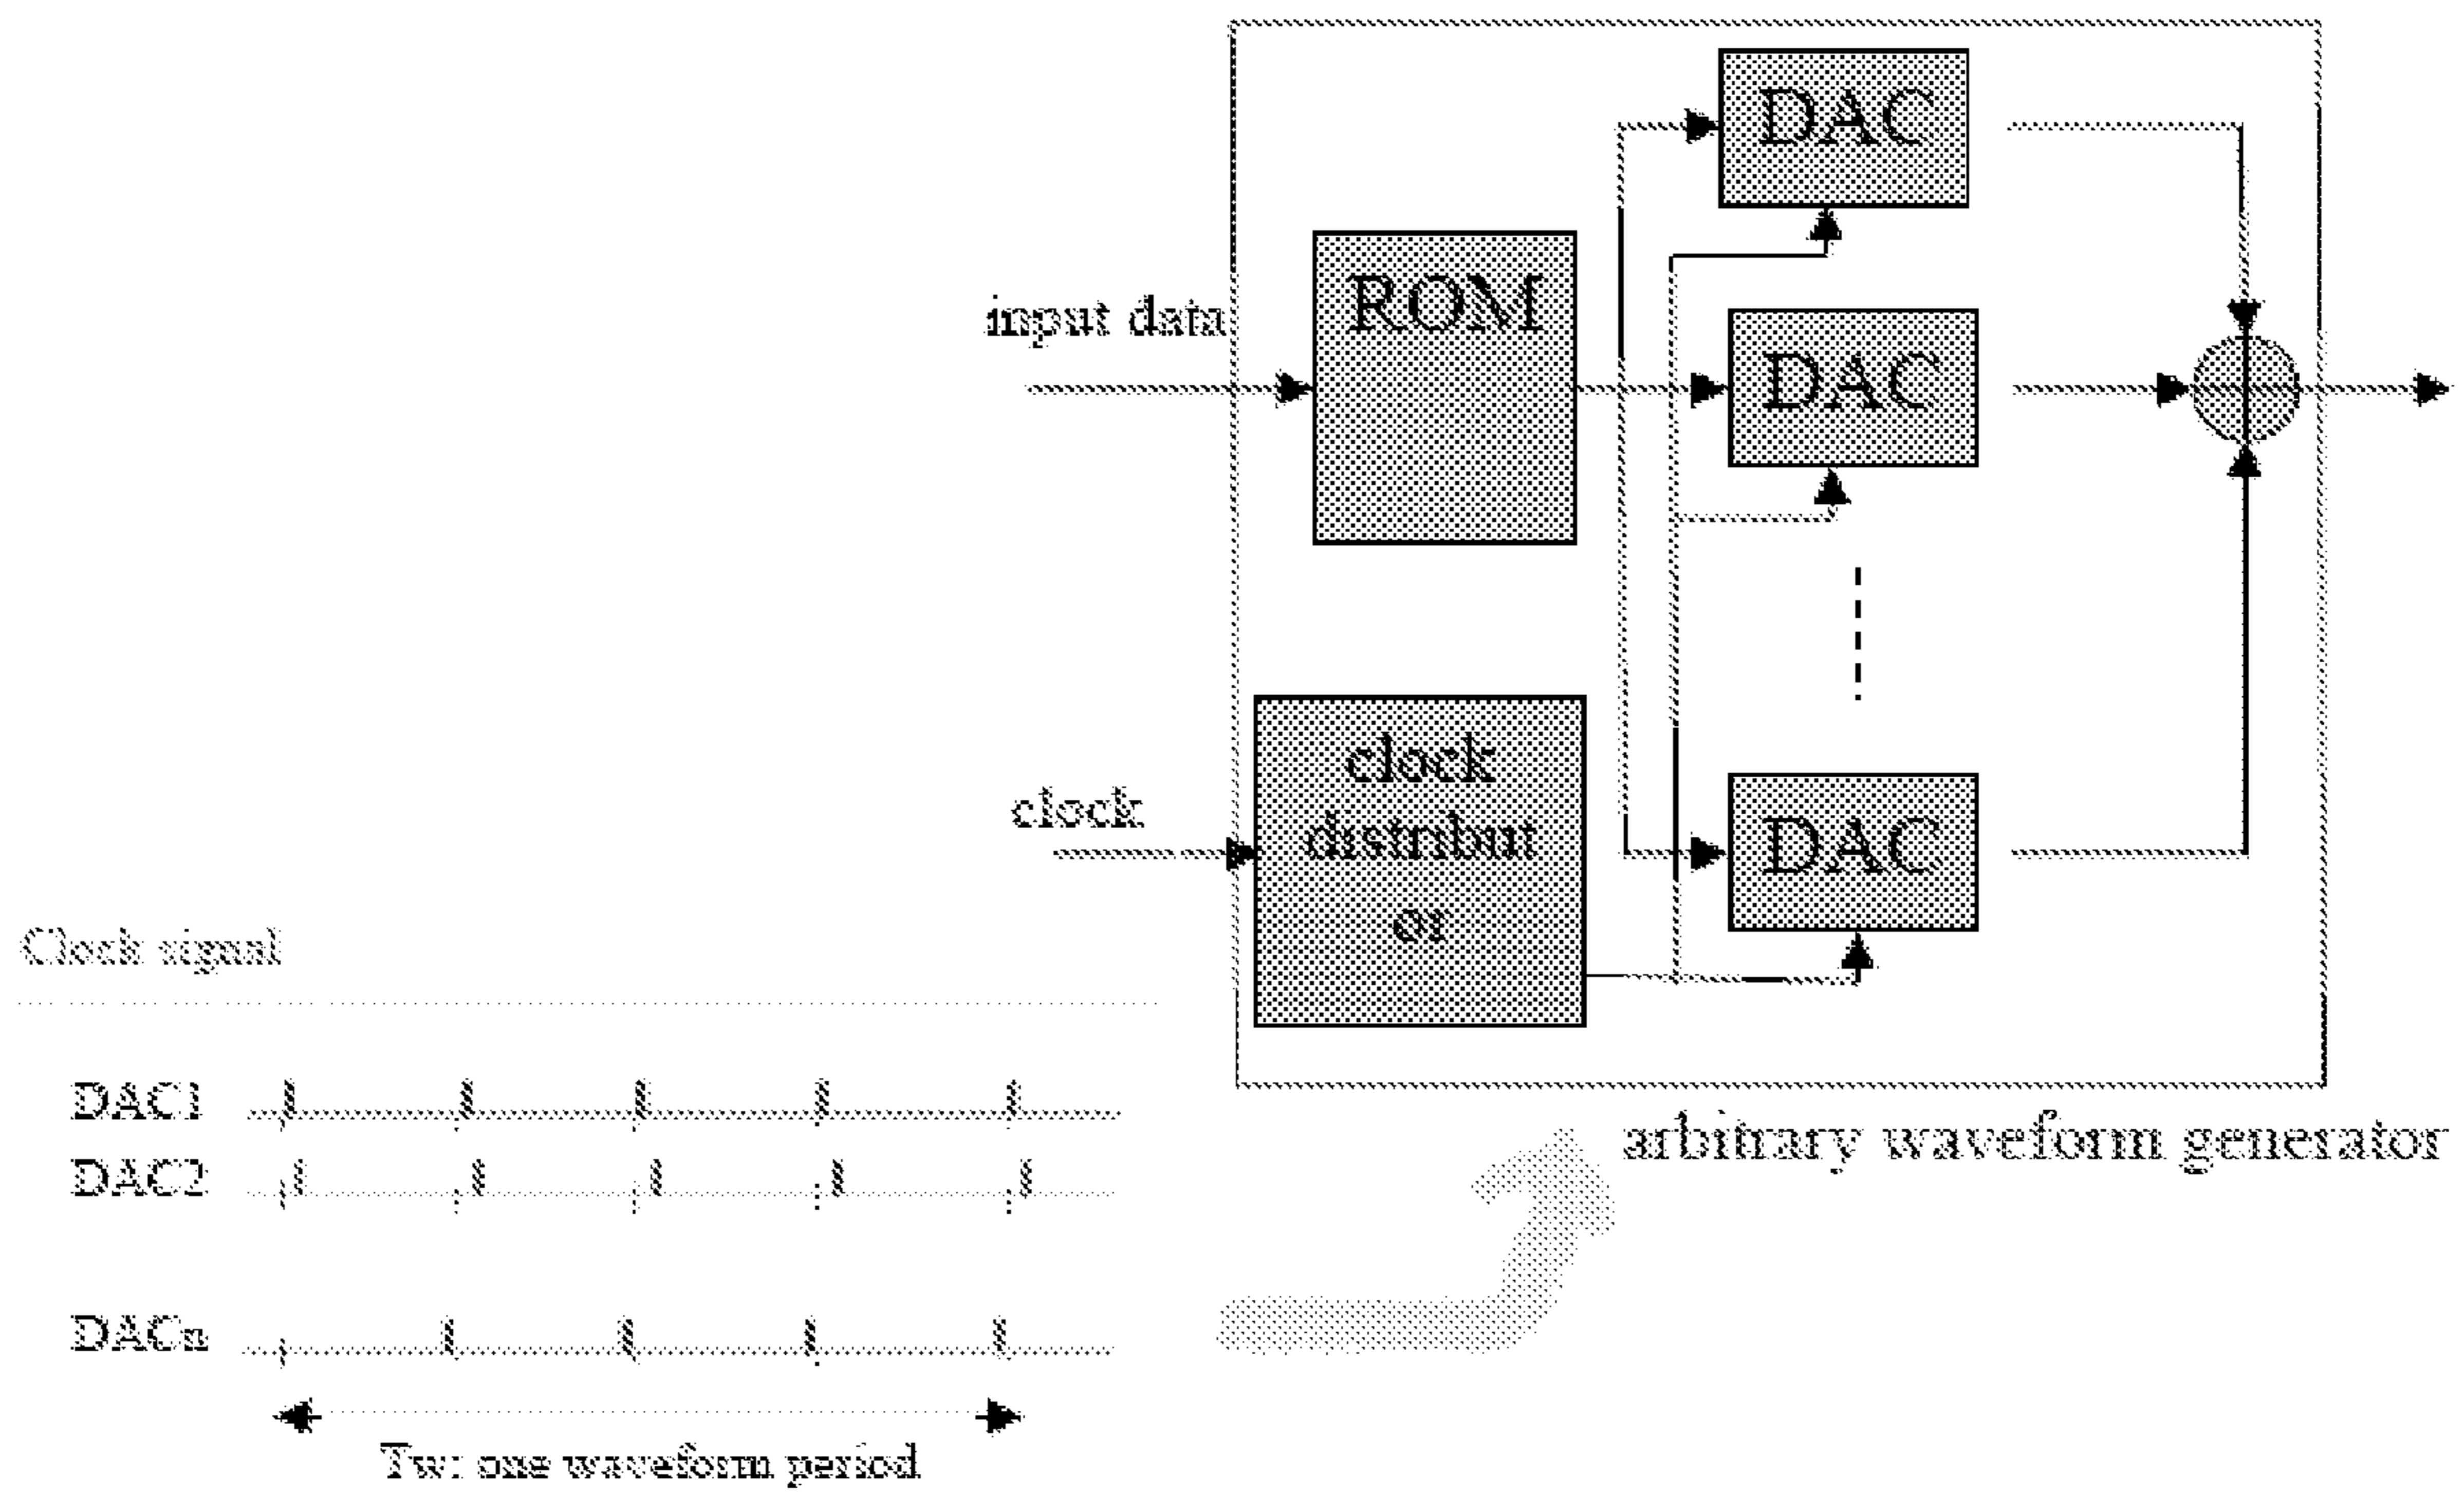 DAC
ROM
input data
DAC
clock
distribut
or
clock
DAC
Clock signal
DAC1
arbitrary waveform generator
DAC2
DACn
Tw: one waveform period